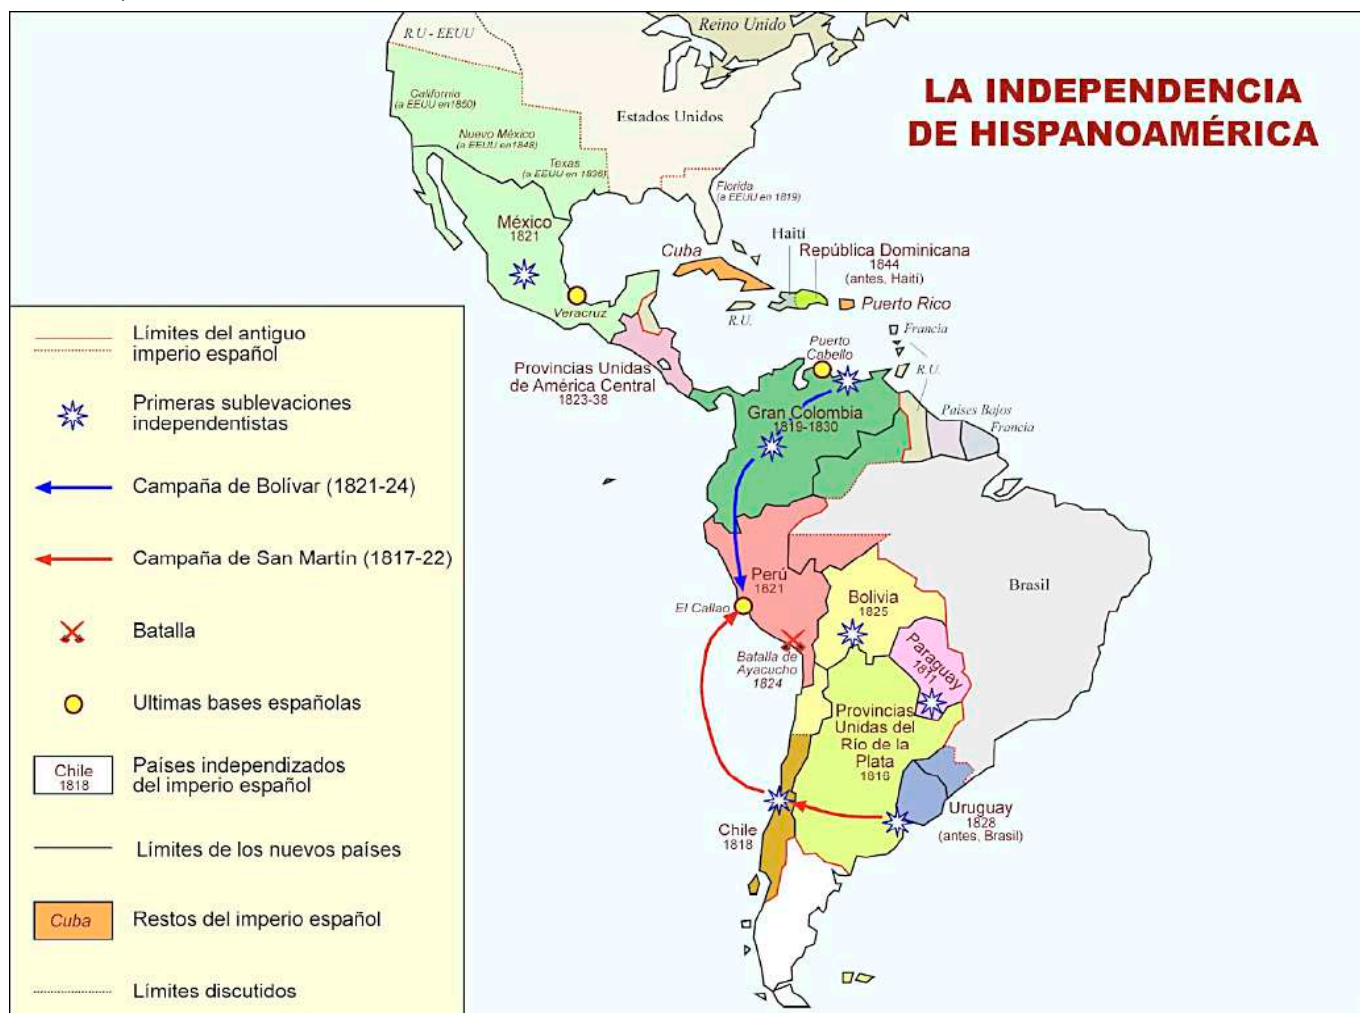 LA INDEPENDENCIA
DE HISPANOAMÉRICA
Reino Unido
R.U - EEUU
California
(a EEUU en1850)
Estados Unidos
Nuevo México
(a EEUU en1848)
Texas
(a EEUU en 1836)
Florida
(a EEUU en 1819)
México
1821
Veracruz
Cuba
Haití
República Dominicana
1844
(antes, Haiti)
Puerto Rico
R.U.
Francia
Puerto
Cabello
R.U.
Provincias Unidas
de América Central
1823-38
Gran Colombia
1819-1830
Países Bajos
Francia
Brasil
Perú
1821
El Callao
Bolivia
1825
Batalla de
Ayacucho
1824
Paraguay
1811
Provincias
Unidas del
Río de la
Plata
1816
Uruguay
1828
(antes, Brasil)
Chile
1818
Límites del antiguo
imperio español
Primeras sublevaciones
independentistas
Campaña de Bolívar (1821-24)
Campaña de San Martín (1817-22)
Batalla
Ultimas bases españolas
Chile
1818
Países independizados
del imperio español
Límites de los nuevos países
Cuba
Restos del imperio español
Límites discutidos